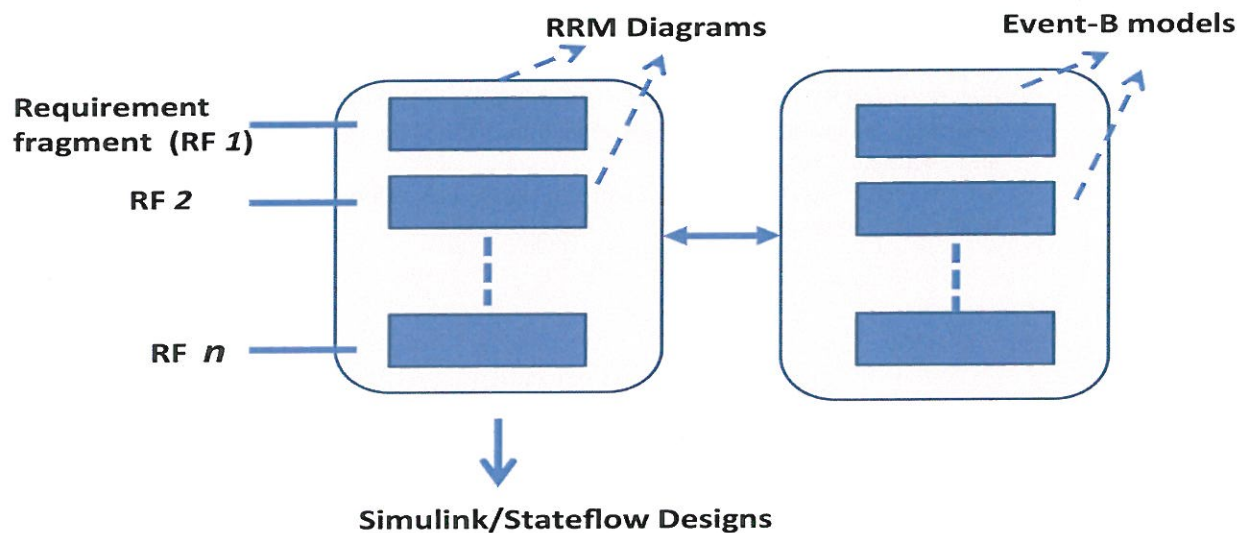 RRM Diagrams
Event-B models
Requirement
fragment (RF 1)
RF 2
RF n
Simulink/Stateflow Designs